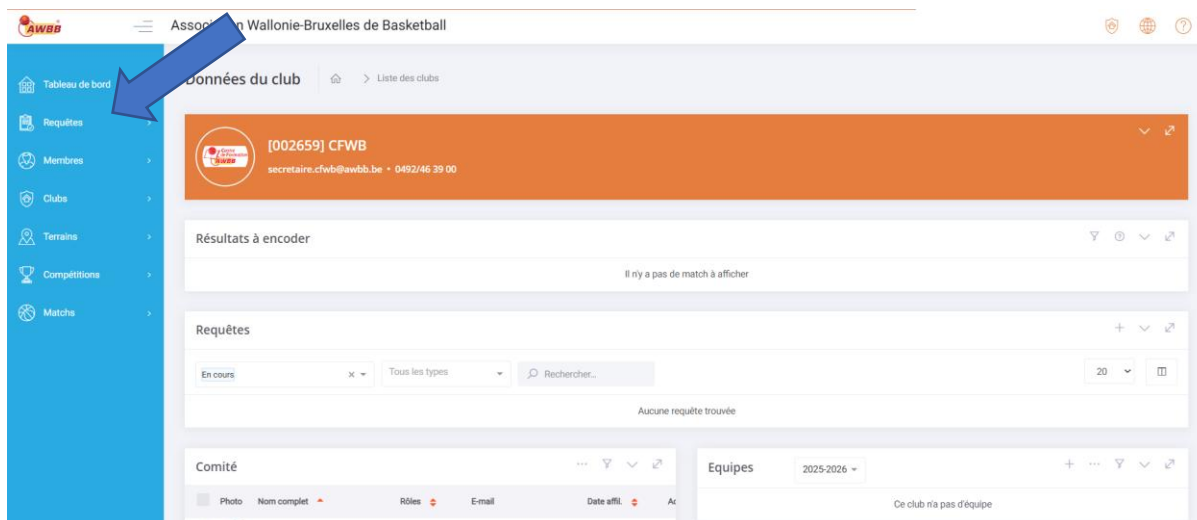 AWBB
Association Wallonie-Bruxelles de Basketball
Tableau de bord
Requêtes
Membres
Clubs
Terrains
Compétitions
Matchs
Données du club
Liste des clubs
[002659] CFWB
secretaire.cfwb@awbb.be • 0492/46 39 00
Résultats à encoder
Il n'y a pas de match à afficher
Requêtes
En cours
Tous les types
Rechercher...
20
Aucune requête trouvée
Comité
Photo Nom complet Rôles E-mail Date affil.
Equipes 2025-2026
Ce club n'a pas d'équipe